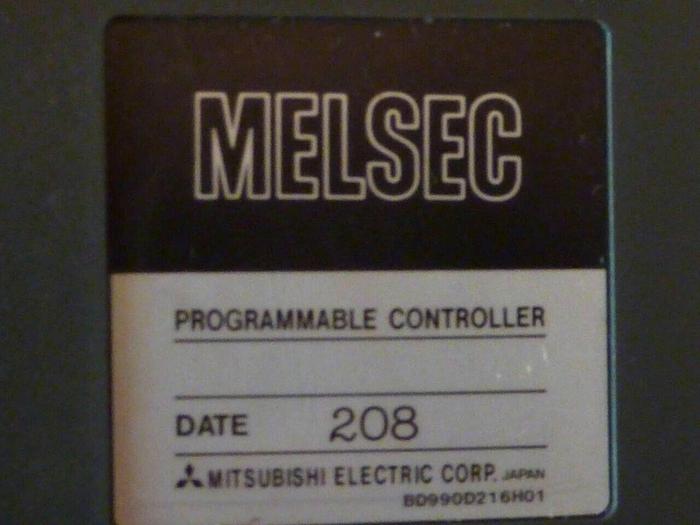 MELSEC
PROGRAMMABLE CONTROLLER
DATE 208
MITSUBISHI ELECTRIC CORP. JAPAN
BD990D216H01